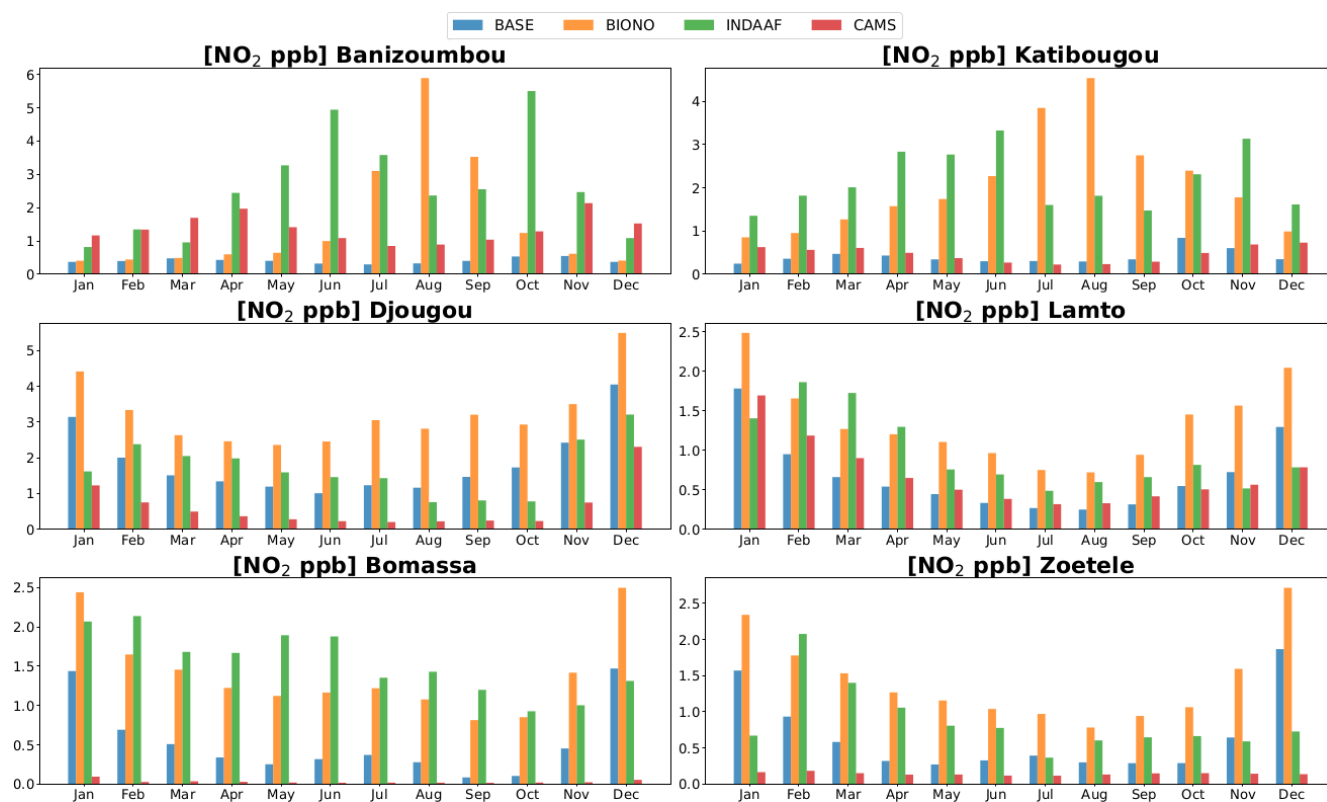 BASE BIONO INDAAF CAMS
[NO₂ ppb] Banizoumbou
6
5
4
3
2
1
0
Jan Feb Mar Apr May Jun Jul Aug Sep Oct Nov Dec
[NO₂ ppb] Katibougou
4
3
2
1
0
Jan Feb Mar Apr May Jun Jul Aug Sep Oct Nov Dec
[NO₂ ppb] Djougou
5
4
3
2
1
0
Jan Feb Mar Apr May Jun Jul Aug Sep Oct Nov Dec
[NO₂ ppb] Lamto
2.5
2.0
1.5
1.0
0.5
0.0
Jan Feb Mar Apr May Jun Jul Aug Sep Oct Nov Dec
[NO₂ ppb] Bomassa
2.5
2.0
1.5
1.0
0.5
0.0
Jan Feb Mar Apr May Jun Jul Aug Sep Oct Nov Dec
[NO₂ ppb] Zoetele
2.5
2.0
1.5
1.0
0.5
0.0
Jan Feb Mar Apr May Jun Jul Aug Sep Oct Nov Dec